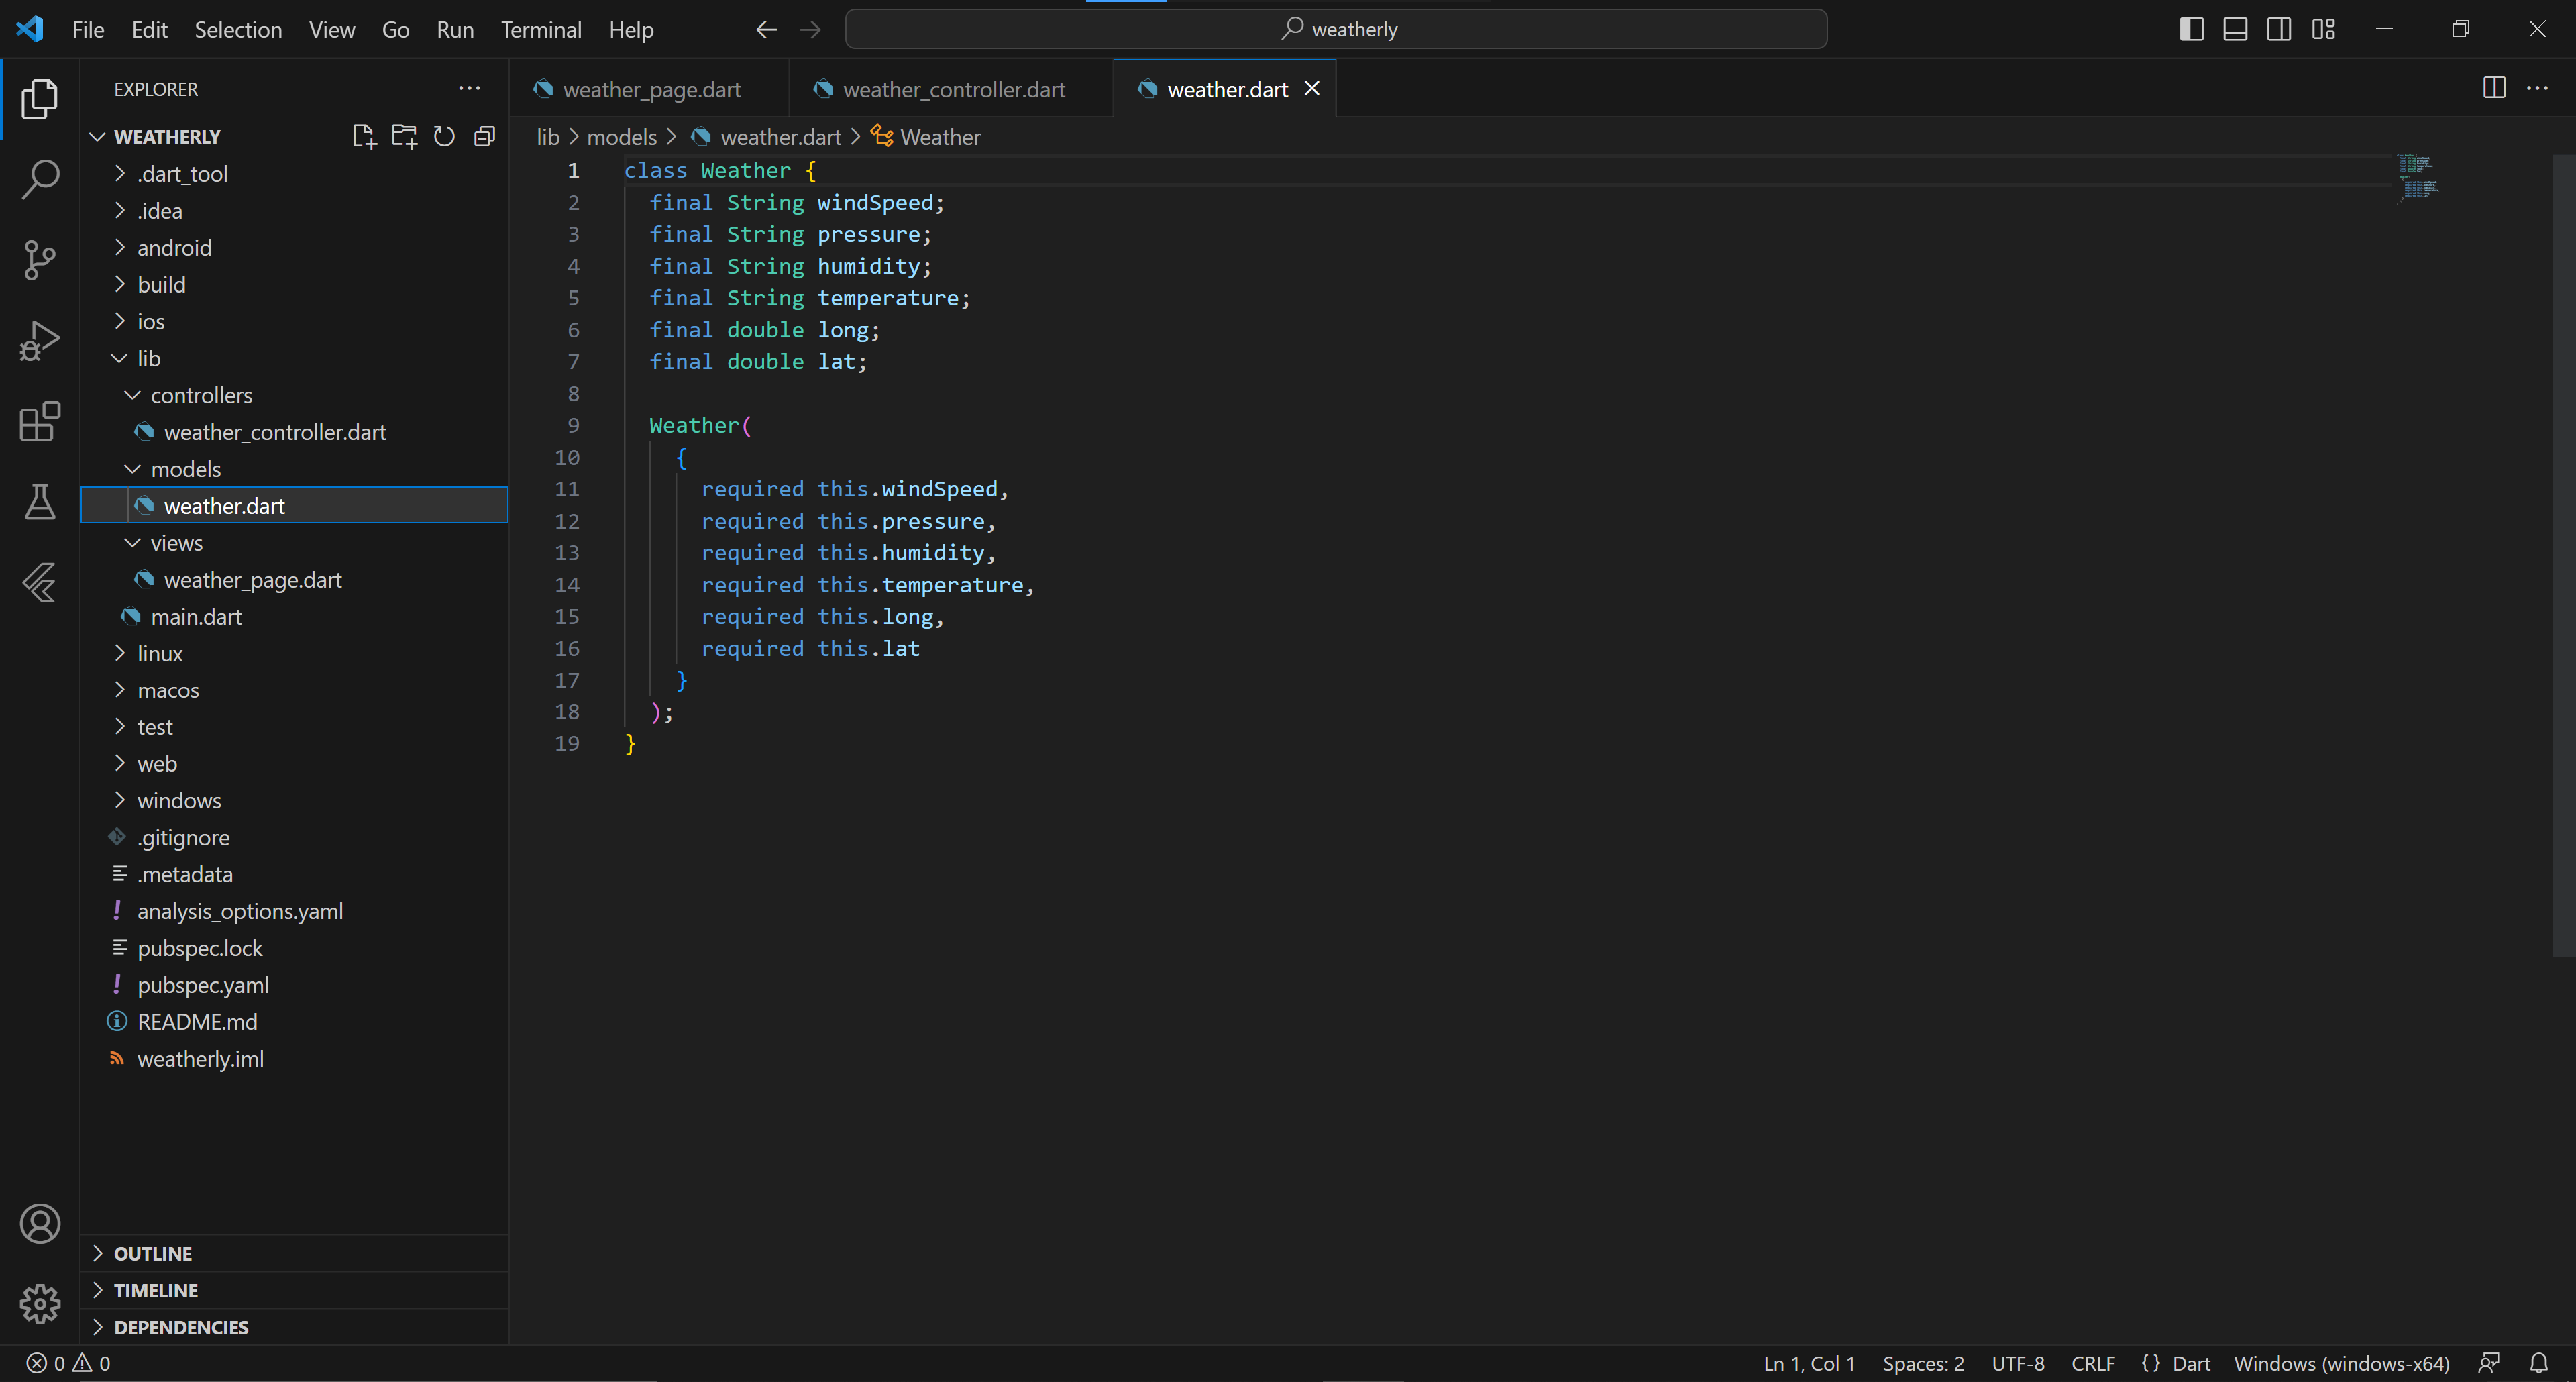 File Edit Selection View Go Run Terminal Help
weatherly
EXPLORER
WEATHERLY
.dart_tool
.idea
android
build
ios
lib
controllers
weather_controller.dart
models
weather.dart
views
weather_page.dart
main.dart
linux
macos
test
web
windows
.gitignore
.metadata
analysis_options.yaml
pubspec.lock
pubspec.yaml
README.md
weatherly.iml
OUTLINE
TIMELINE
DEPENDENCIES
weather_page.dart weather_controller.dart weather.dart
lib > models > weather.dart > Weather
1 class Weather {
2 final String windSpeed;
3 final String pressure;
4 final String humidity;
5 final String temperature;
6 final double long;
7 final double lat;
8
9 Weather(
10 {
11 required this.windSpeed,
12 required this.pressure,
13 required this.humidity,
14 required this.temperature,
15 required this.long,
16 required this.lat
17 }
18 );
19 }
0 0 Ln 1, Col 1 Spaces: 2 UTF-8 CRLF {} Dart Windows (windows-x64)